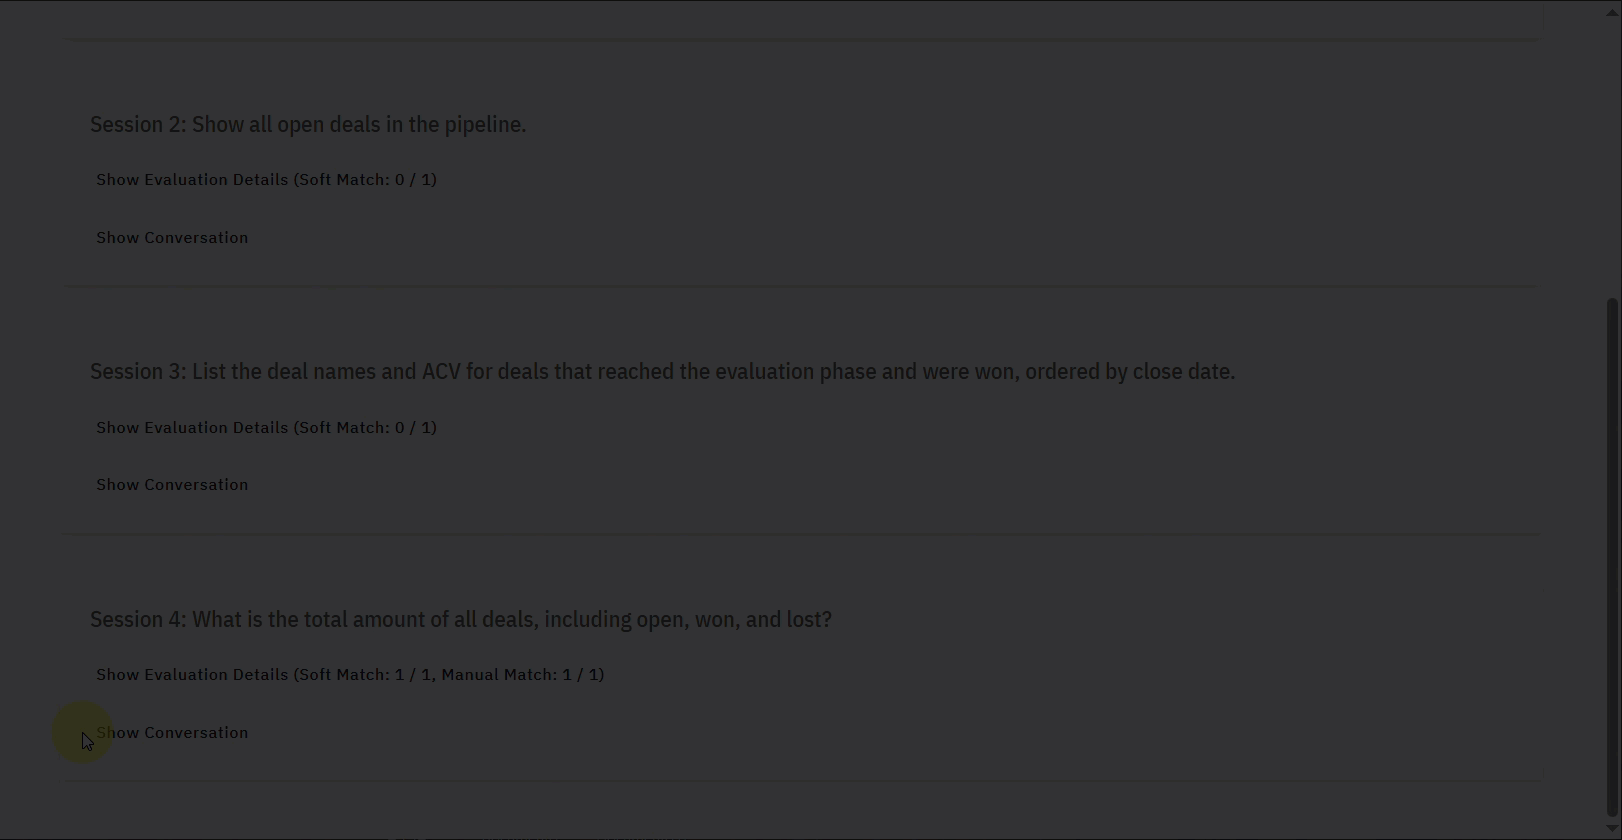 Session 2: Show all open deals in the pipeline.
Show Evaluation Details (Soft Match: 0 / 1)
Show Conversation
Session 3: List the deal names and ACV for deals that reached the evaluation phase and were won, ordered by close date.
Show Evaluation Details (Soft Match: 0 / 1)
Show Conversation
Session 4: What is the total amount of all deals, including open, won, and lost?
Show Evaluation Details (Soft Match: 1 / 1, Manual Match: 1 / 1)
Show Conversation